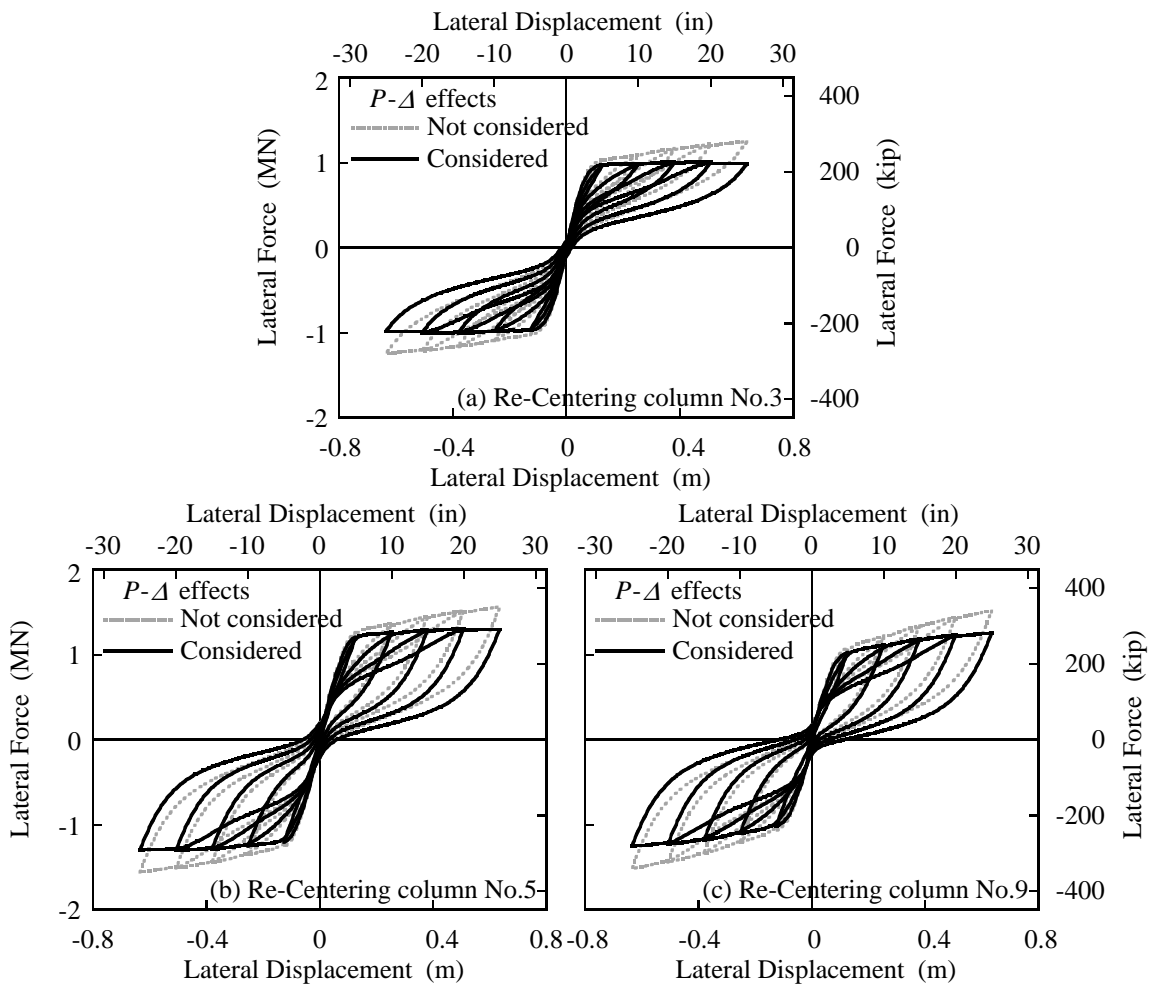 Lateral Displacement (in)
-30 -20 -10 0 10 20 30
P-Δ effects
Not considered
Considered
2
1
0
-1
-2
Lateral Force (MN)
400
200
0
-200
-400
Lateral Force (kip)
(a) Re-Centering column No.3
-0.8 -0.4 0 0.4 0.8
Lateral Displacement (m)
Lateral Displacement (in)
-30 -20 -10 0 10 20 30
P-Δ effects
Not considered
Considered
2
1
0
-1
-2
Lateral Force (MN)
(b) Re-Centering column No.5
-0.8 -0.4 0 0.4 0.8
Lateral Displacement (m)
Lateral Displacement (in)
-30 -20 -10 0 10 20 30
P-Δ effects
Not considered
Considered
400
200
0
-200
-400
Lateral Force (kip)
(c) Re-Centering column No.9
-0.8 -0.4 0 0.4 0.8
Lateral Displacement (m)